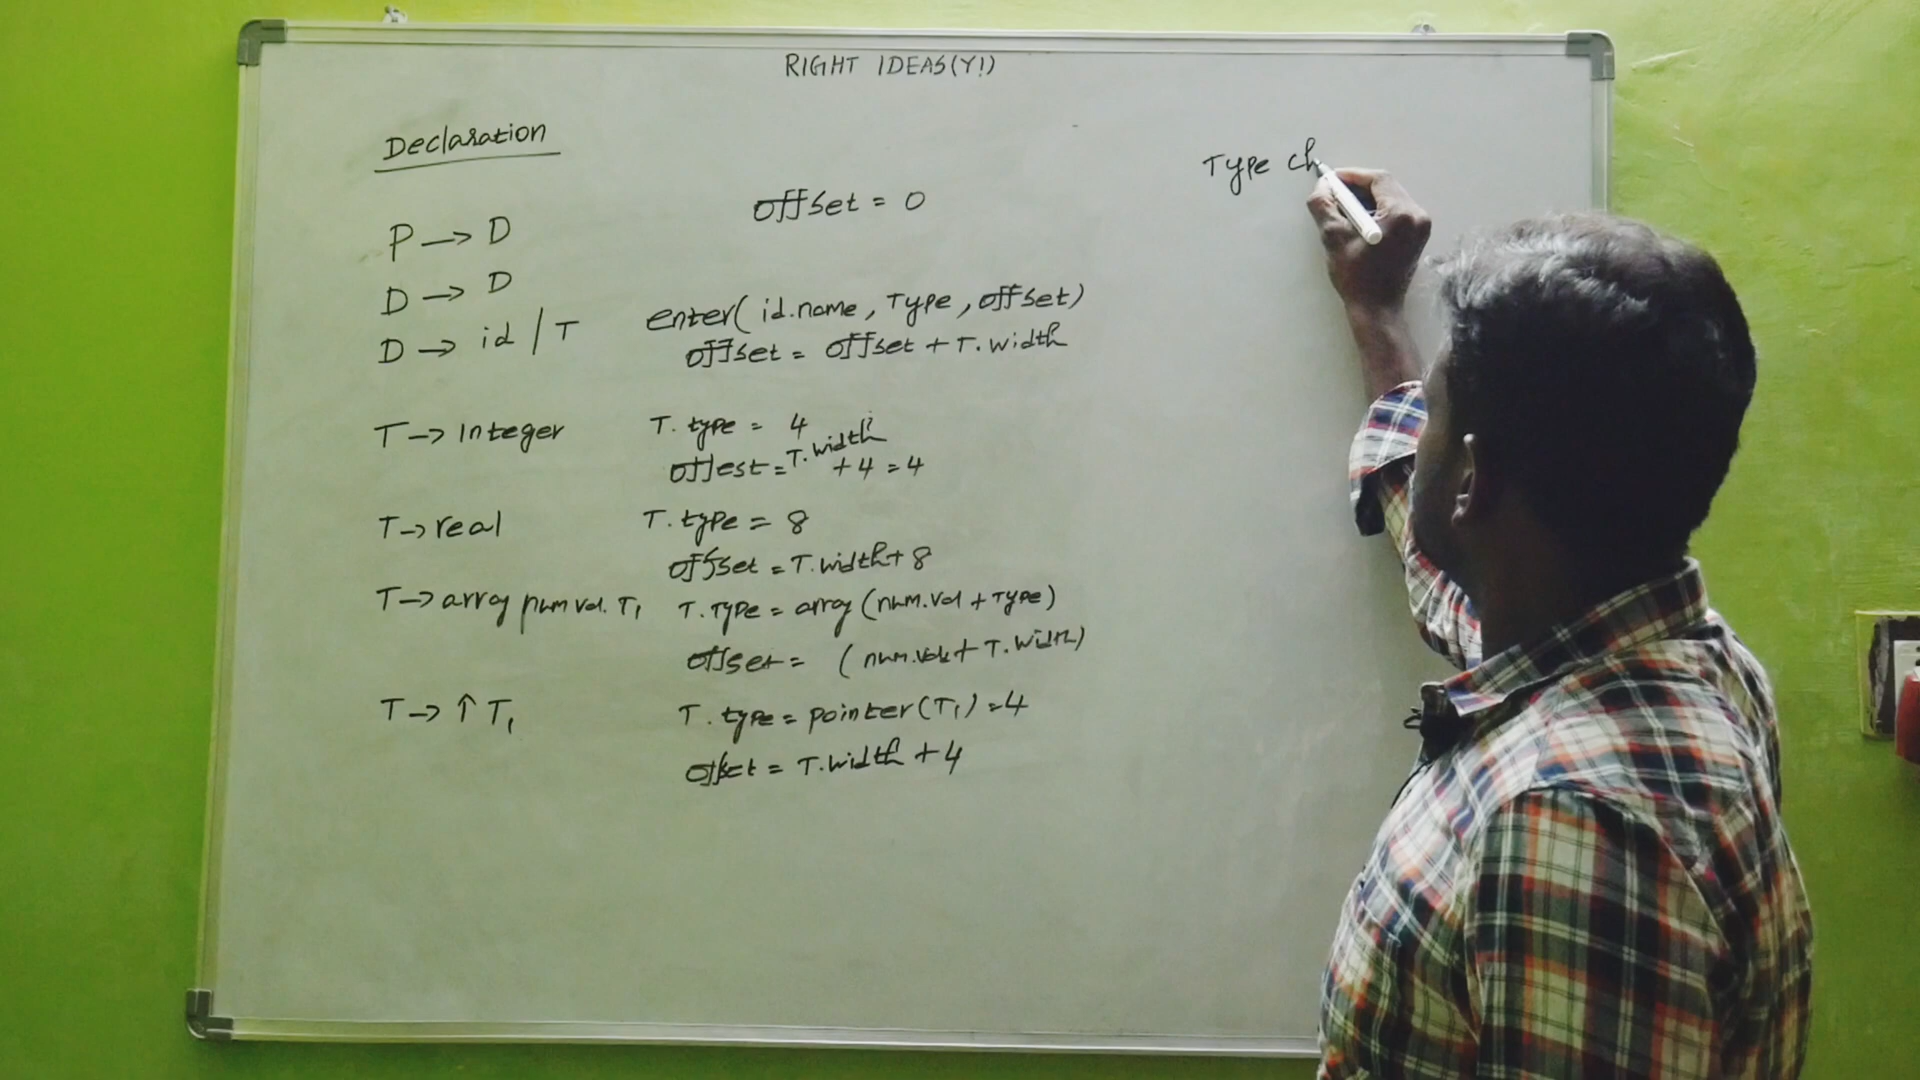 RIGHT IDEAS(Y!)
Declaration
offset = 0
P → D
D → D
D → id / T
enter( id.name, Type, offset)
offset = offset + T.width
T → Integer
T. type = 4
offest = T.width + 4 = 4
T → real
T. type = 8
offset = T.width + 8
T → array num val. T1
T. Type = array (num.val + Type)
offset = (num.val + T.width)
T → ↑ T1
T. type = pointer(T1) = 4
offset = T.width + 4
Type ch